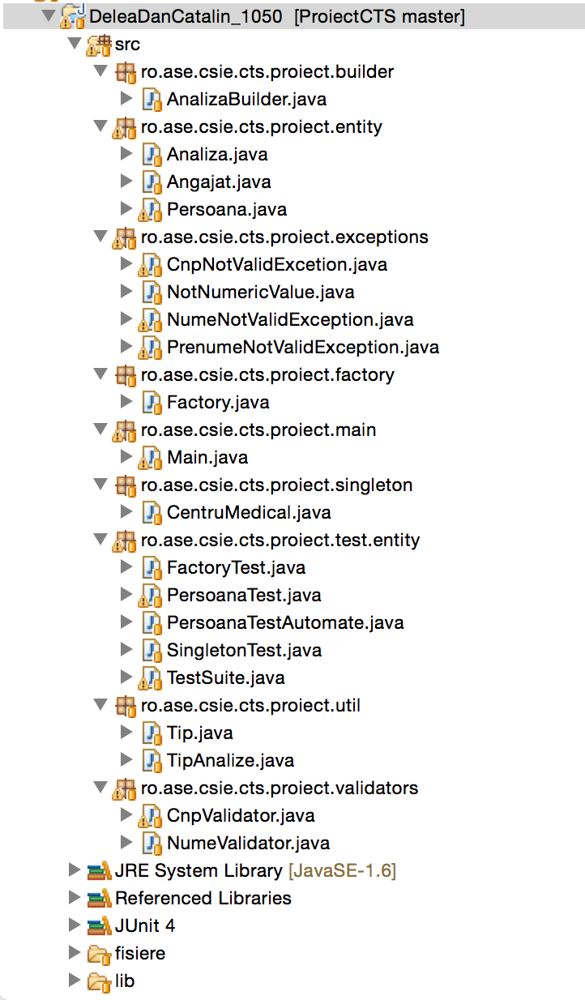 DeleaDanCatalin_1050 [ProiectCTS master]
src
ro.ase.csie.cts.proiect.builder
AnalizaBuilder.java
ro.ase.csie.cts.proiect.entity
Analiza.java
Angajat.java
Persoana.java
ro.ase.csie.cts.proiect.exceptions
CnpNotValidExcetion.java
NotNumericValue.java
NumeNotValidException.java
PrenumeNotValidException.java
ro.ase.csie.cts.proiect.factory
Factory.java
ro.ase.csie.cts.proiect.main
Main.java
ro.ase.csie.cts.proiect.singleton
CentruMedical.java
ro.ase.csie.cts.proiect.test.entity
FactoryTest.java
PersoanaTest.java
PersoanaTestAutomate.java
SingletonTest.java
TestSuite.java
ro.ase.csie.cts.proiect.util
Tip.java
TipAnalize.java
ro.ase.csie.cts.proiect.validators
CnpValidator.java
NumeValidator.java
JRE System Library [JavaSE-1.6]
Referenced Libraries
JUnit 4
fisiere
lib